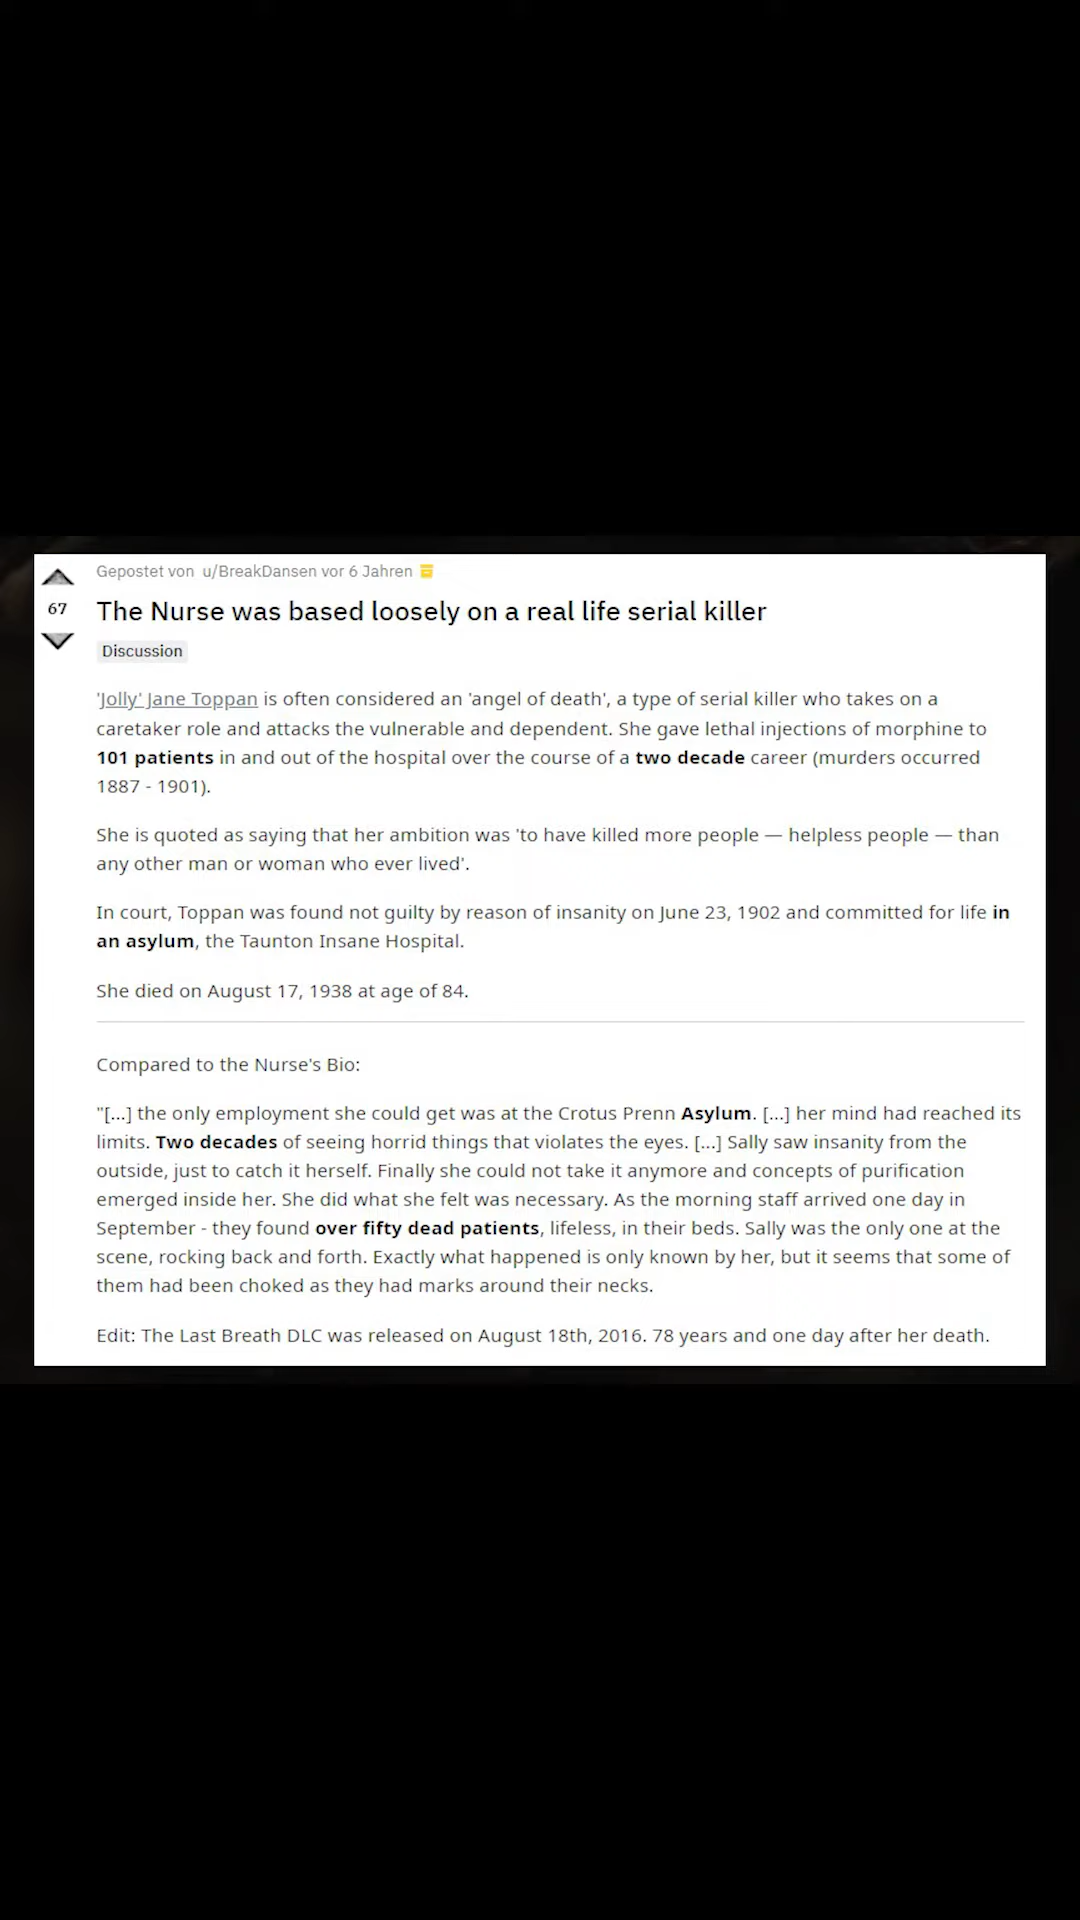 Gepostet von u/BreakDansen vor 6 Jahren
67
The Nurse was based loosely on a real life serial killer
Discussion
'Jolly' Jane Toppan is often considered an 'angel of death', a type of serial killer who takes on a
caretaker role and attacks the vulnerable and dependent. She gave lethal injections of morphine to
101 patients in and out of the hospital over the course of a two decade career (murders occurred
1887 - 1901).
She is quoted as saying that her ambition was 'to have killed more people — helpless people — than
any other man or woman who ever lived'.
In court, Toppan was found not guilty by reason of insanity on June 23, 1902 and committed for life in
an asylum, the Taunton Insane Hospital.
She died on August 17, 1938 at age of 84.
Compared to the Nurse's Bio:
"[...] the only employment she could get was at the Crotus Prenn Asylum. [...] her mind had reached its
limits. Two decades of seeing horrid things that violates the eyes. [...] Sally saw insanity from the
outside, just to catch it herself. Finally she could not take it anymore and concepts of purification
emerged inside her. She did what she felt was necessary. As the morning staff arrived one day in
September - they found over fifty dead patients, lifeless, in their beds. Sally was the only one at the
scene, rocking back and forth. Exactly what happened is only known by her, but it seems that some of
them had been choked as they had marks around their necks.
Edit: The Last Breath DLC was released on August 18th, 2016. 78 years and one day after her death.